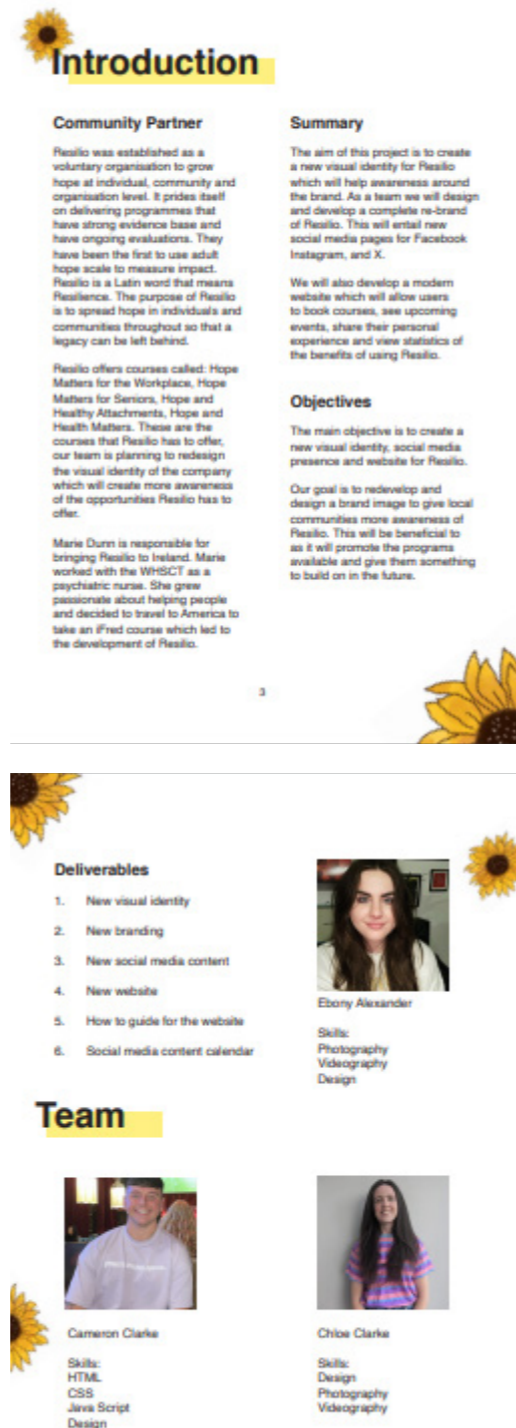 Introduction
Community Partner
Resilio was established as a
voluntary organisation to grow
hope at individual, community and
organisation level. It prides itself
on delivering programmes that
have strong evidence base and
have ongoing evaluations. They
have been the first to use adult
hope scale to measure impact.
Resilio is a Latin word that means
Resilience. The purpose of Resilio
is to spread hope in individuals and
communities throughout so that a
legacy can be left behind.
Resilio offers courses called: Hope
Matters for the Workplace, Hope
Matters for Seniors, Hope and
Healthy Attachments, Hope and
Health Matters. These are the
courses that Resilio has to offer,
our team is planning to redesign
the visual identity of the company
which will create more awareness
of the opportunities Resilio has to
offer.
Marie Dunn is responsible for
bringing Resilio to Ireland. Marie
worked with the WHSCT as a
psychiatric nurse. She grew
passionate about helping people
and decided to travel to America to
take an iFred course which led to
the development of Resilio.
Summary
The aim of this project is to create
a new visual identity for Resilio
which will help awareness around
the brand. As a team we will design
and develop a complete re-brand
of Resilio. This will entail new
social media pages for Facebook
Instagram, and X.
We will also develop a modern
website which will allow users
to book courses, see upcoming
events, share their personal
experience and view statistics of
the benefits of using Resilio.
Objectives
The main objective is to create a
new visual identity, social media
presence and website for Resilio.
Our goal is to redevelop and
design a brand image to give local
communities more awareness of
Resilio. This will be beneficial to
as it will promote the programs
available and give them something
to build on in the future.
3
Deliverables
1. New visual identity
2. New branding
3. New social media content
4. New website
5. How to guide for the website
6. Social media content calendar
Ebony Alexander
Skills:
Photography
Videography
Design
Team
Cameron Clarke
Skills:
HTML
CSS
Java Script
Design
Chloe Clarke
Skills:
Design
Photography
Videography